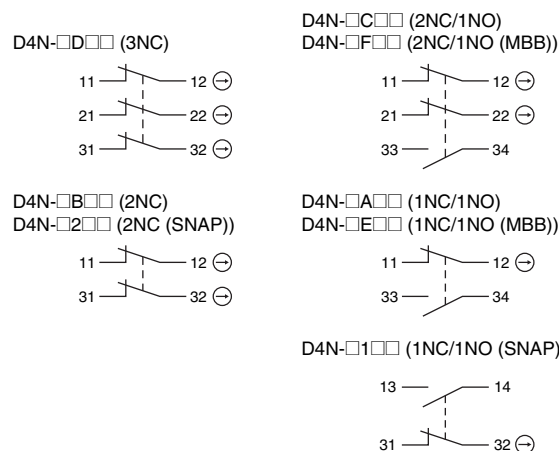 D4N-□D□□ (3NC)
11 12
21 22
31 32
D4N-□C□□ (2NC/1NO)
D4N-□F□□ (2NC/1NO (MBB))
11 12
21 22
33 34
D4N-□B□□ (2NC)
D4N-□2□□ (2NC (SNAP))
11 12
31 32
D4N-□A□□ (1NC/1NO)
D4N-□E□□ (1NC/1NO (MBB))
11 12
33 34
D4N-□1□□ (1NC/1NO (SNAP)
13 14
31 32